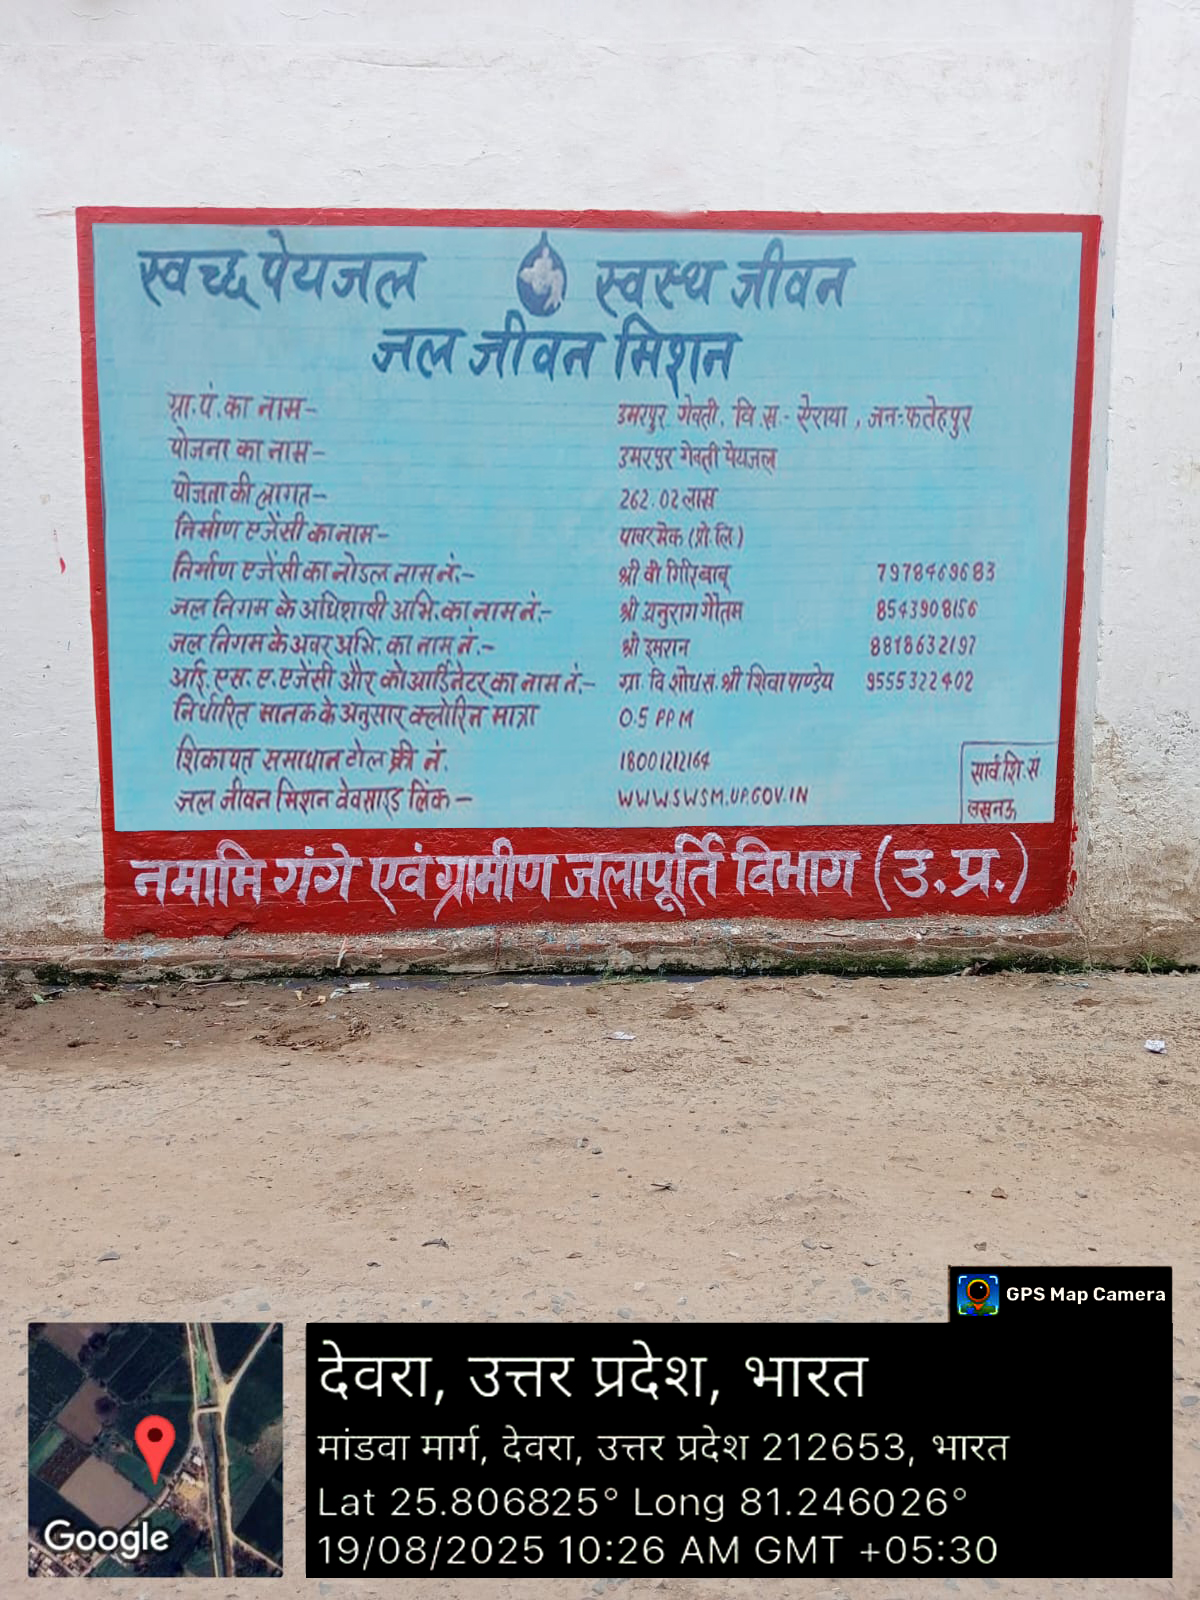 स्वच्छ पेयजल स्वस्थ जीवन
जल जीवन मिशन
ग्रा.पं.का नाम- उमरपुर गेवती, वि.ख.- ऐराया, जन-फतेहपुर
योजना का नाम- उमरपुर गेवती पेयजल
योजना की लागत- 262.02 लाख
निर्माण एजेंसी का नाम- पावरमेक (प्रो.लि.)
निर्माण एजेंसी का नोडल नाम नं.- श्री वी गिरिबाबू 7978469683
जल निगम के अधिशाषी अभि. का नाम नं.- श्री अनुराग गौतम 8543908156
जल निगम के अवर अभि. का नाम नं.- श्री इमरान 8818632197
आई. एस. ए. एजेंसी और कोआर्डिनेटर का नाम नं.- ग्रा. वि शोध सं. श्री शिवा पाण्डेय 9555322402
निर्धारित मानक के अनुसार क्लोरिन मात्रा 0.5 PPM
शिकायत समाधान टोल फ्री नं. 18001212164
जल जीवन मिशन वेवसाइड लिंक- WWW.SWSM.UP.GOV.IN
सार्व.शि.सं
लखनऊ
नमामि गंगे एवं ग्रामीण जलापूर्ति विभाग (उ.प्र.)
GPS Map Camera
देवरा, उत्तर प्रदेश, भारत
मांडवा मार्ग, देवरा, उत्तर प्रदेश 212653, भारत
Lat 25.806825° Long 81.246026°
19/08/2025 10:26 AM GMT +05:30
Google